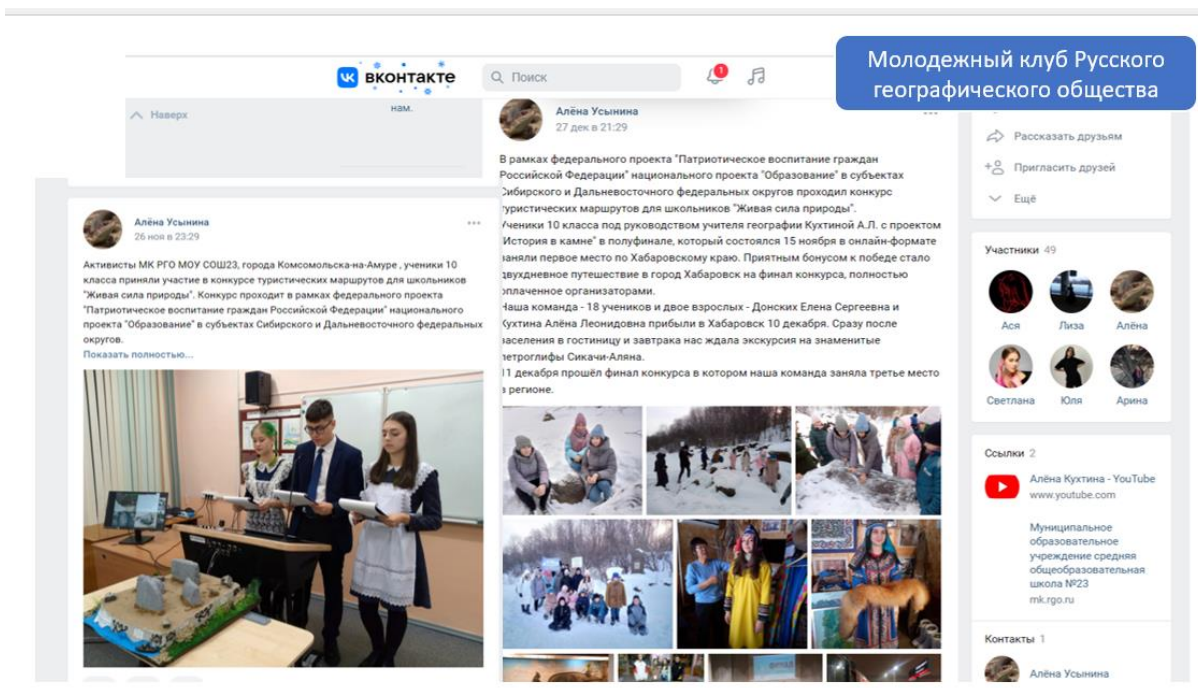 Молодежный клуб Русского
географического общества
вконтакте
Поиск
1
Наверх
нам.
Алёна Усынина
26 ноя в 23:29
Активисты МК РГО МОУ СОШ23, города Комсомольска-на-Амуре , ученики 10
класса приняли участие в конкурсе туристических маршрутов для школьников
"Живая сила природы". Конкурс проходит в рамках федерального проекта
"Патриотическое воспитание граждан Российской Федерации" национального
проекта "Образование" в субъектах Сибирского и Дальневосточного федеральных
округов.
Показать полностью...
Алёна Усынина
27 дек в 21:29
В рамках федерального проекта "Патриотическое воспитание граждан
Российской Федерации" национального проекта "Образование" в субъектах
Сибирского и Дальневосточного федеральных округов проходил конкурс
туристических маршрутов для школьников "Живая сила природы".
Ученики 10 класса под руководством учителя географии Кухтиной А.Л. с проектом
"История в камне" в полуфинале, который состоялся 15 ноября в онлайн-формате
заняли первое место по Хабаровскому краю. Приятным бонусом к победе стало
двухдневное путешествие в город Хабаровск на финал конкурса, полностью
оплаченное организаторами.
Наша команда - 18 учеников и двое взрослых - Донских Елена Сергеевна и
Кухтина Алёна Леонидовна прибыли в Хабаровск 10 декабря. Сразу после
заселения в гостиницу и завтрака нас ждала экскурсия на знаменитые
петроглифы Сикачи-Аляна.
11 декабря прошёл финал конкурса в котором наша команда заняла третье место
в регионе.
Рассказать друзьям
Пригласить друзей
Ещё
Участники 49
Ася
Лиза
Алёна
Светлана
Юля
Арина
Ссылки 2
Алёна Кухтина - YouTube
www.youtube.com
Муниципальное
образовательное
учреждение средняя
общеобразовательная
школа №23
mk.rgo.ru
Контакты 1
Алёна Усынина